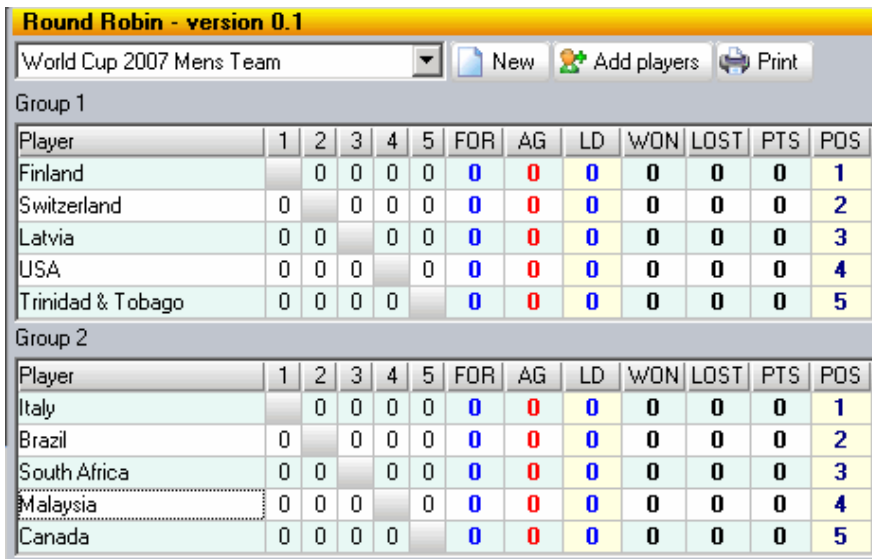 Round Robin - version 0.1
World Cup 2007 Mens Team New Add players Print
Group 1
Player 1 2 3 4 5 FOR AG LD WON LOST PTS POS
Finland 0 0 0 0 0 0 0 0 0 0 1
Switzerland 0 0 0 0 0 0 0 0 0 0 2
Latvia 0 0 0 0 0 0 0 0 0 0 3
USA 0 0 0 0 0 0 0 0 0 0 4
Trinidad & Tobago 0 0 0 0 0 0 0 0 0 0 5
Group 2
Player 1 2 3 4 5 FOR AG LD WON LOST PTS POS
Italy 0 0 0 0 0 0 0 0 0 0 1
Brazil 0 0 0 0 0 0 0 0 0 0 2
South Africa 0 0 0 0 0 0 0 0 0 0 3
Malaysia 0 0 0 0 0 0 0 0 0 0 4
Canada 0 0 0 0 0 0 0 0 0 0 5